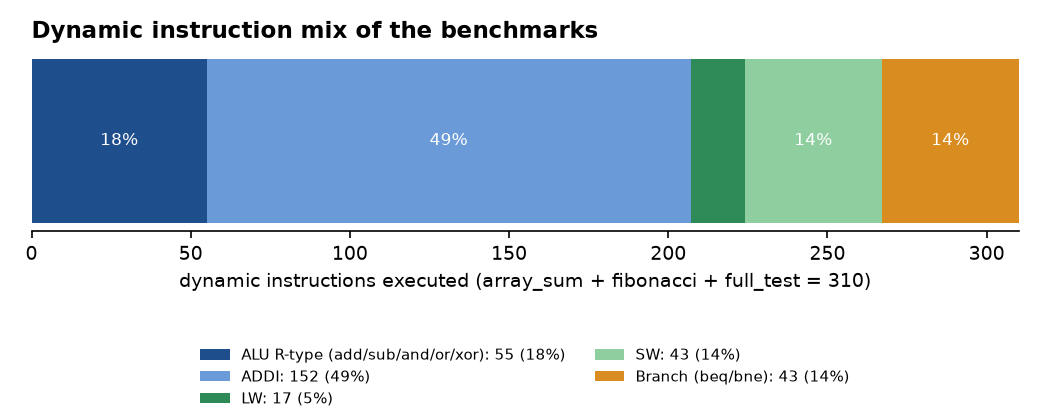 Dynamic instruction mix of the benchmarks
18% 49% 14% 14%
0 50 100 150 200 250 300
dynamic instructions executed (array_sum + fibonacci + full_test = 310)
ALU R-type (add/sub/and/or/xor): 55 (18%)
ADDI: 152 (49%)
LW: 17 (5%)
SW: 43 (14%)
Branch (beq/bne): 43 (14%)